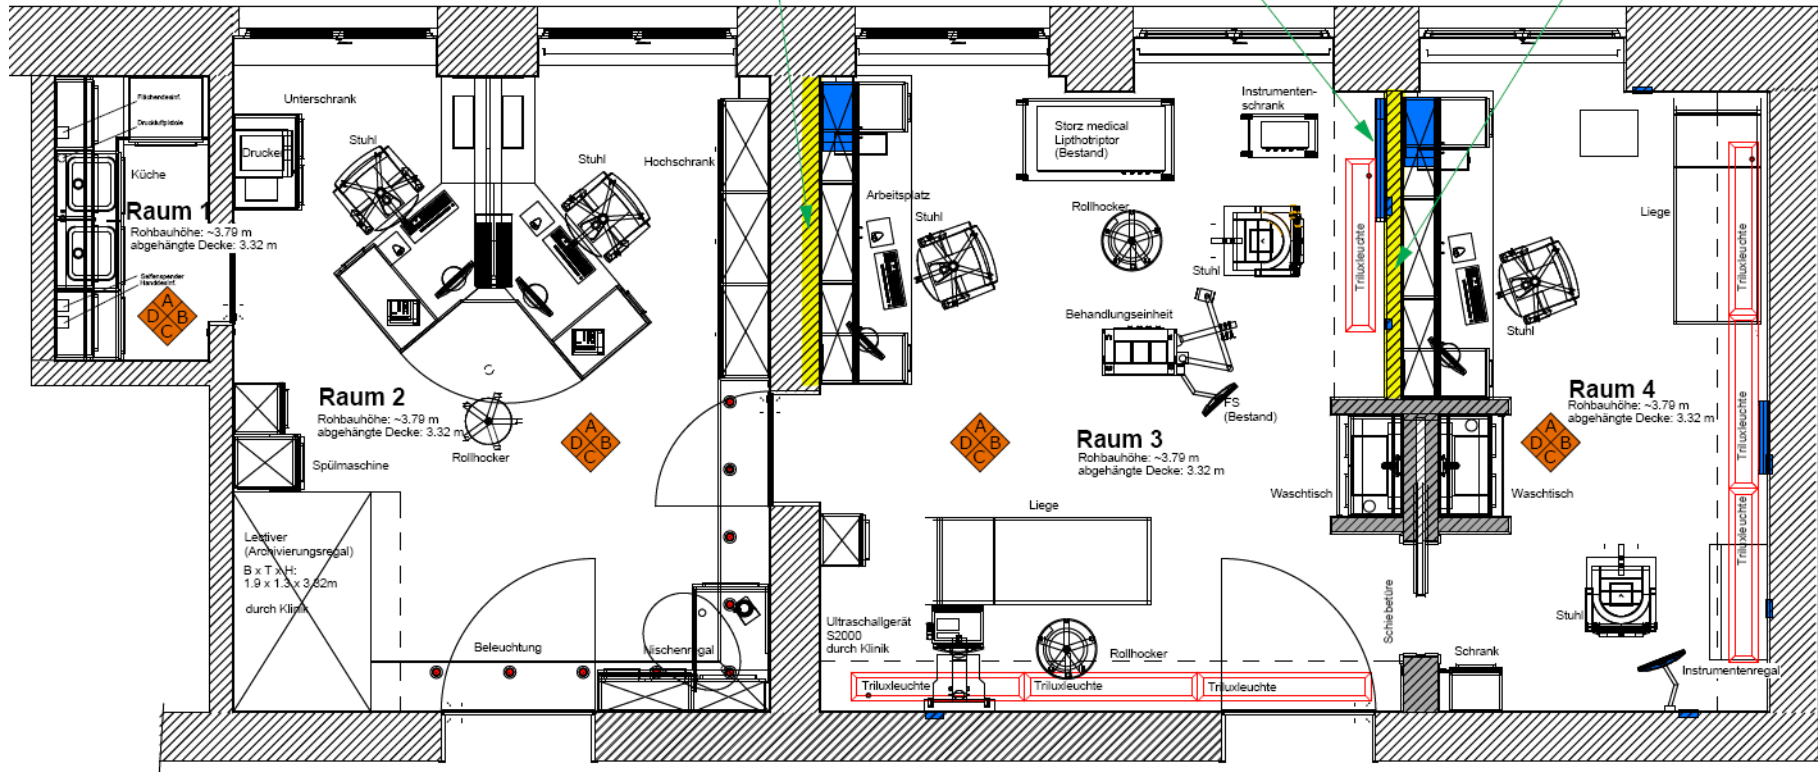 Flächendesinf.
Druckluftpistole
Küche
Raum 1
Rohbauhöhe: ~3.79 m
abgehängte Decke: 3.32 m
Seifenspender
Handdesinf.
A
D B
C
Unterschrank
Drucker
Stuhl
Stuhl
Hochschrank
Raum 2
Rohbauhöhe: ~3.79 m
abgehängte Decke: 3.32 m
Rollhocker
A
D B
C
Spülmaschine
Lectiver
(Archivierungsregal)
B x T x H:
1.9 x 1.3 x 3.32m
durch Klinik
Beleuchtung
Nischenregal
Arbeitsplatz
Stuhl
Storz medical
Lipthotriptor
(Bestand)
Instrumenten-
schrank
Rollhocker
Stuhl
Triluxleuchte
Behandlungseinheit
FS
(Bestand)
A
D B
C
Raum 3
Rohbauhöhe: ~3.79 m
abgehängte Decke: 3.32 m
Waschtisch
Liege
Ultraschallgerät
S2000
durch Klinik
Rollhocker
Triluxleuchte
Triluxleuchte
Triluxleuchte
Schiebetüre
Stuhl
Liege
Triluxleuchte
Raum 4
Rohbauhöhe: ~3.79 m
abgehängte Decke: 3.32 m
A
D B
C
Triluxleuchte
Waschtisch
Triluxleuchte
Stuhl
Schrank
Instrumentenregal